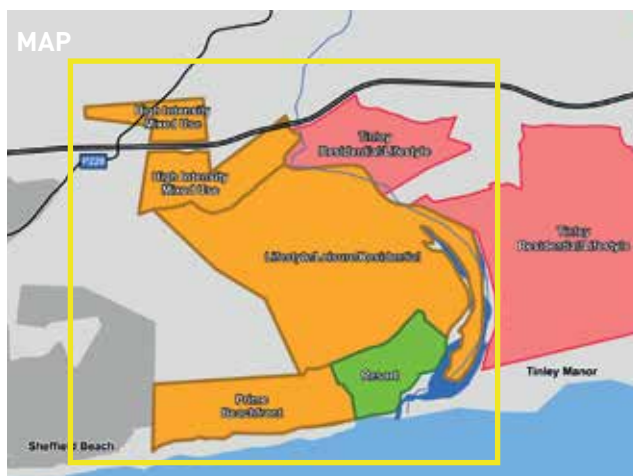 MAP
High Intensity
Mixed Use
Tinley
Residential/Lifestyle
P228
High Intensity
Mixed Use
Tinley
Residential/Lifestyle
Lifestyle/Leisure/Residential
Resort
Tinley Manor
Prime
Beachfront
Sheffield Beach